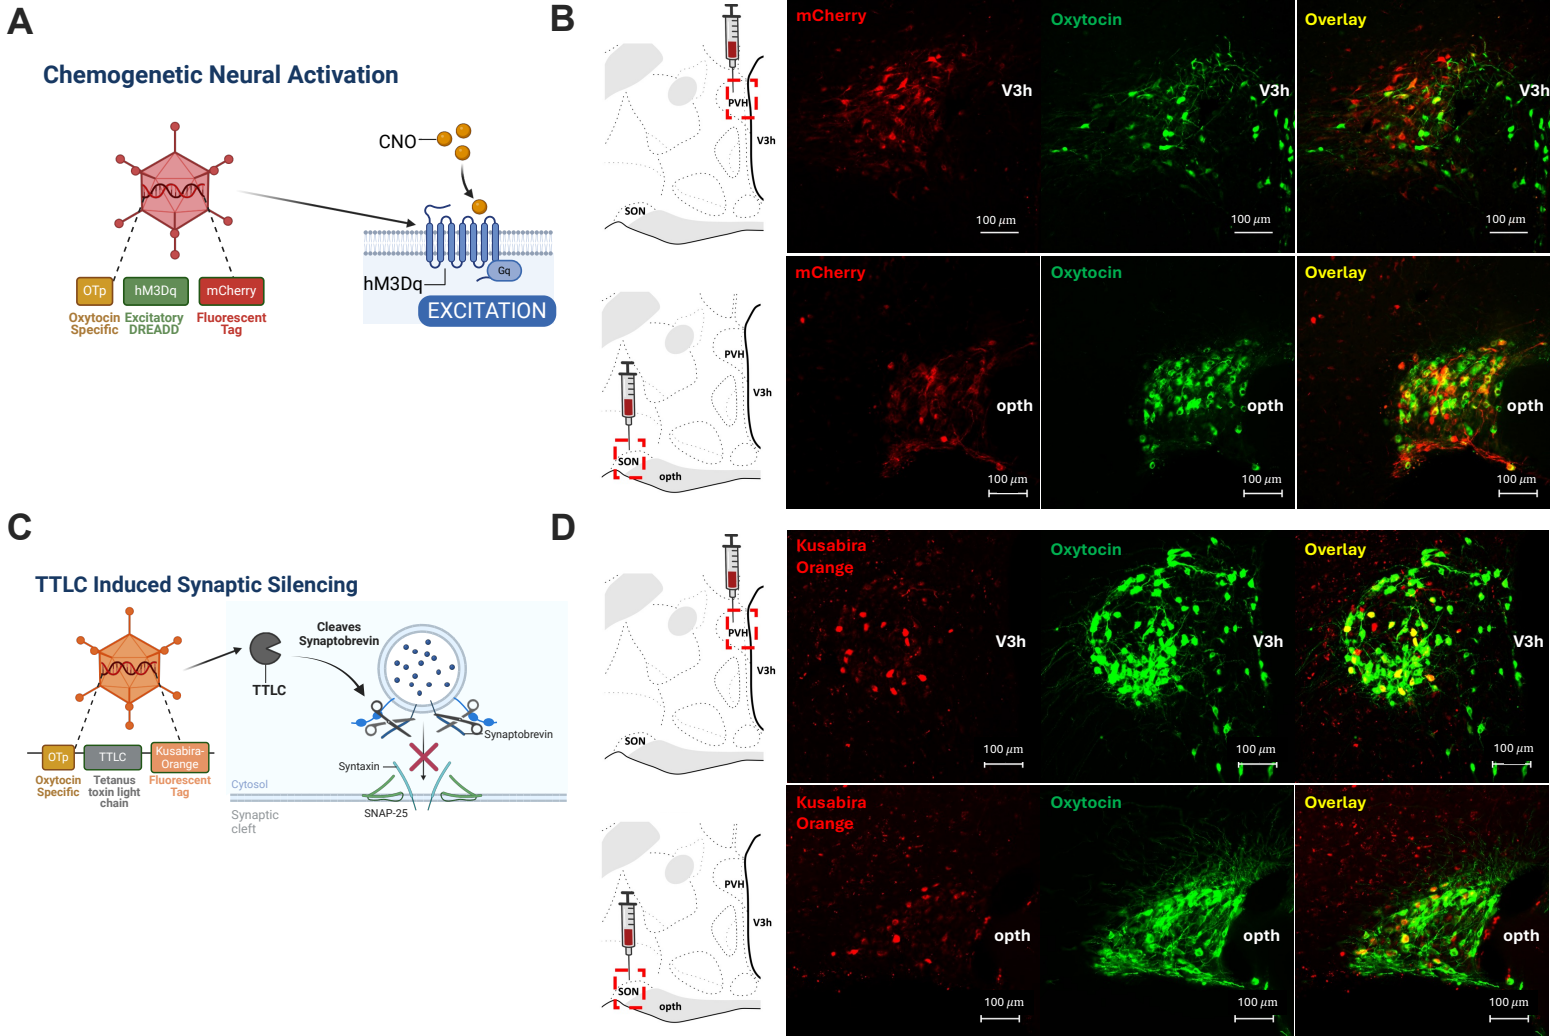 A
Chemogenetic Neural Activation
CNO
hM3Dq
Gq
EXCITATION
OTp
hM3Dq
mCherry
Oxytocin
Specific
Excitatory
DREADD
Fluorescent
Tag
B
PVH
V3h
SON
mCherry
V3h
100 μm
Oxytocin
V3h
100 μm
Overlay
V3h
100 μm
PVH
V3h
SON
opth
mCherry
opth
100 μm
Oxytocin
opth
100 μm
Overlay
opth
100 μm
C
TTLC Induced Synaptic Silencing
TTLC
Cleaves
Synaptobrevin
Synaptobrevin
Syntaxin
SNAP-25
Cytosol
Synaptic
cleft
OTp
TTLC
Kusabira-
Orange
Oxytocin
Specific
Tetanus
toxin light
chain
Fluorescent
Tag
D
PVH
V3h
SON
Kusabira
Orange
V3h
100 μm
Oxytocin
V3h
100 μm
Overlay
V3h
100 μm
PVH
V3h
SON
opth
Kusabira
Orange
opth
100 μm
Oxytocin
opth
100 μm
Overlay
opth
100 μm